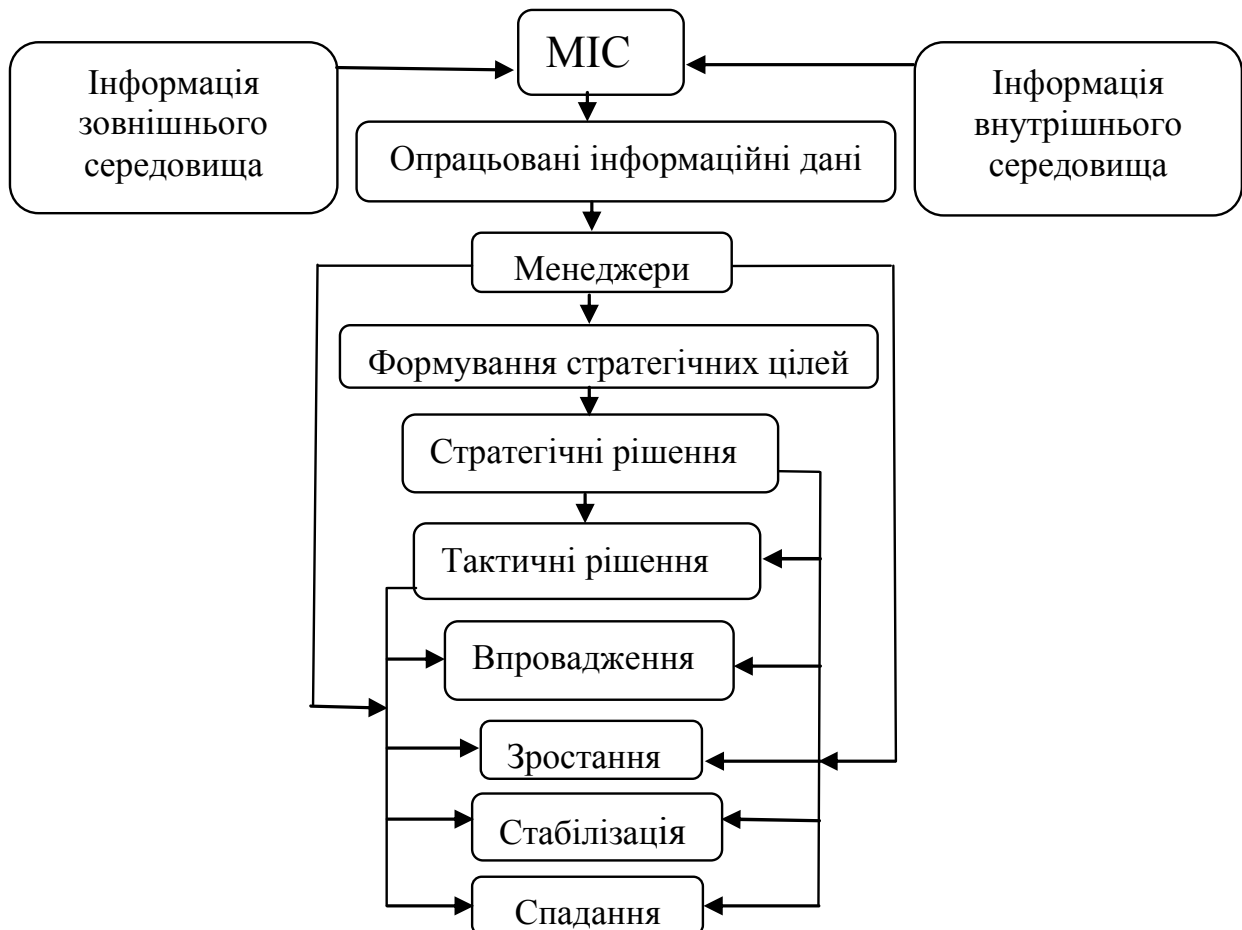 МІС
Інформація
зовнішнього
середовища
Інформація
внутрішнього
середовища
Опрацьовані інформаційні дані
Менеджери
Формування стратегічних цілей
Стратегічні рішення
Тактичні рішення
Впровадження
Зростання
Стабілізація
Спадання